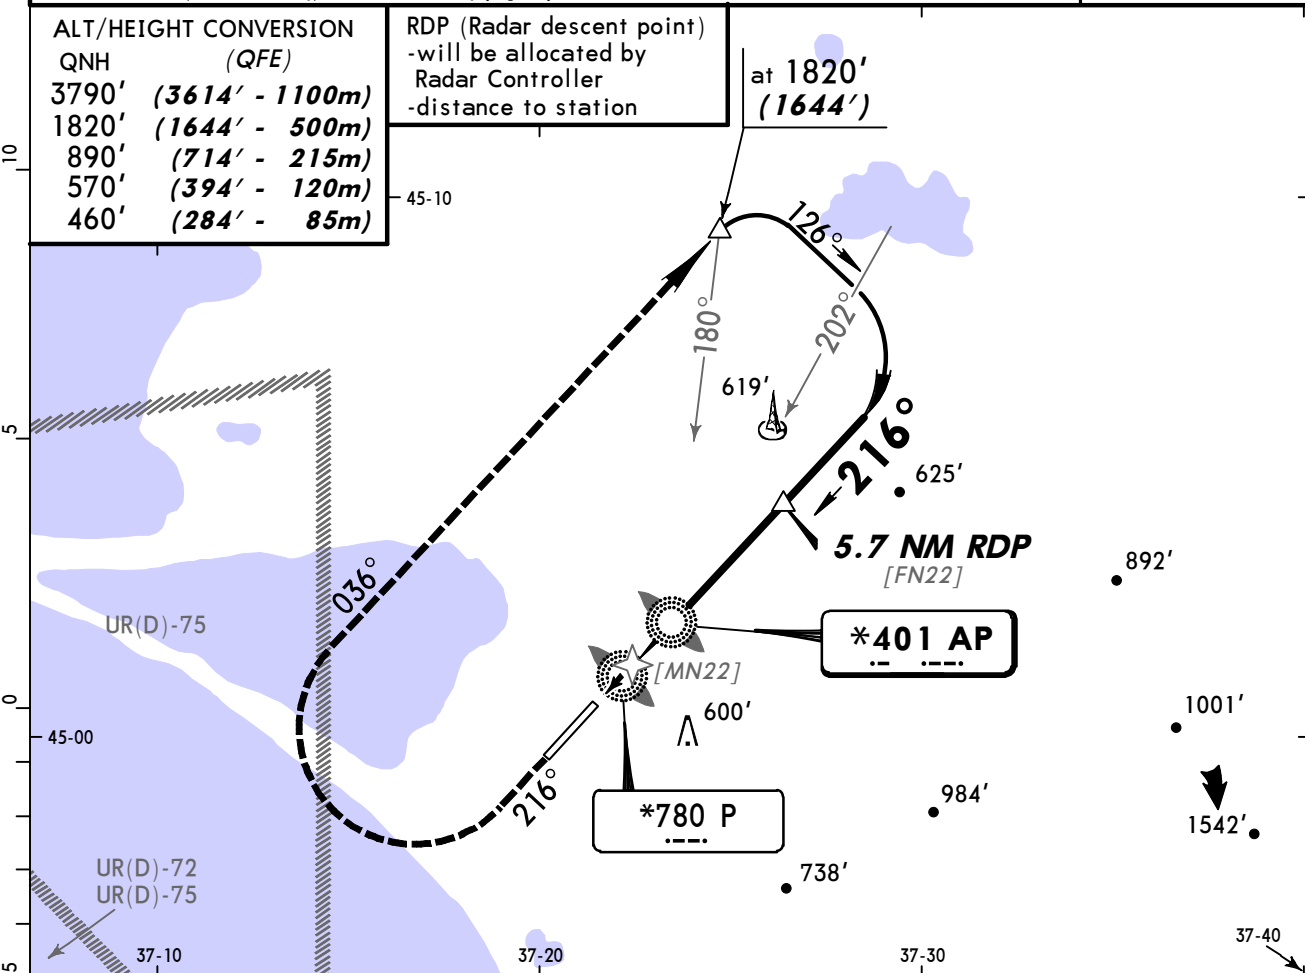 ALT/HEIGHT CONVERSION
QNH (QFE)
3790' (3614' - 1100m)
1820' (1644' - 500m)
890' (714' - 215m)
570' (394' - 120m)
460' (284' - 85m)
RDP (Radar descent point)
-will be allocated by
Radar Controller
-distance to station
at 1820'
(1644')
10
45-10
126°
180°
202°
619'
5
216°
625'
5.7 NM RDP
[FN22]
892'
036°
UR(D)-75
*401 AP
[MN22]
600'
1001'
0
45-00
216°
*780 P
984'
1542'
738'
UR(D)-72
UR(D)-75
37-10
37-20
37-30
37-40
5